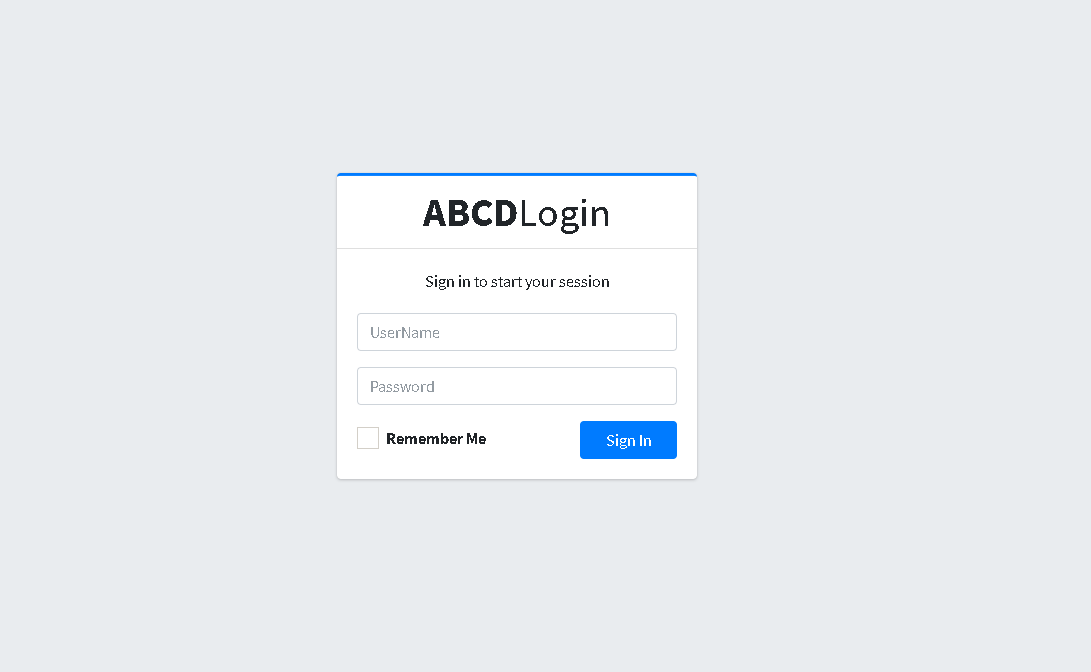 ABCDLogin
Sign in to start your session
UserName
Password
Remember Me
Sign In